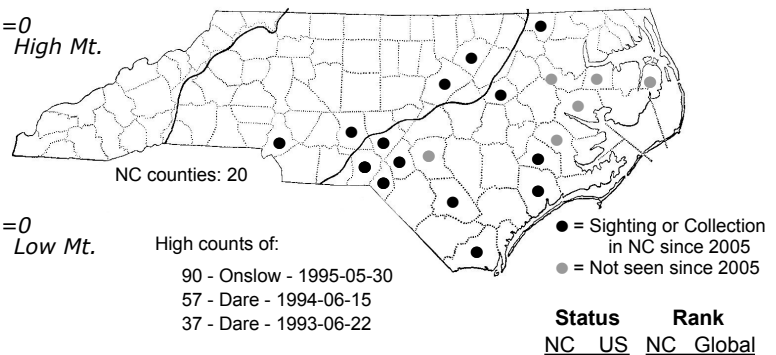 =0
High Mt.
NC counties: 20
=0
Low Mt.
High counts of:
90 - Onslow - 1995-05-30
57 - Dare - 1994-06-15
37 - Dare - 1993-06-22
= Sighting or Collection
in NC since 2005
= Not seen since 2005
Status Rank
NC US NC Global